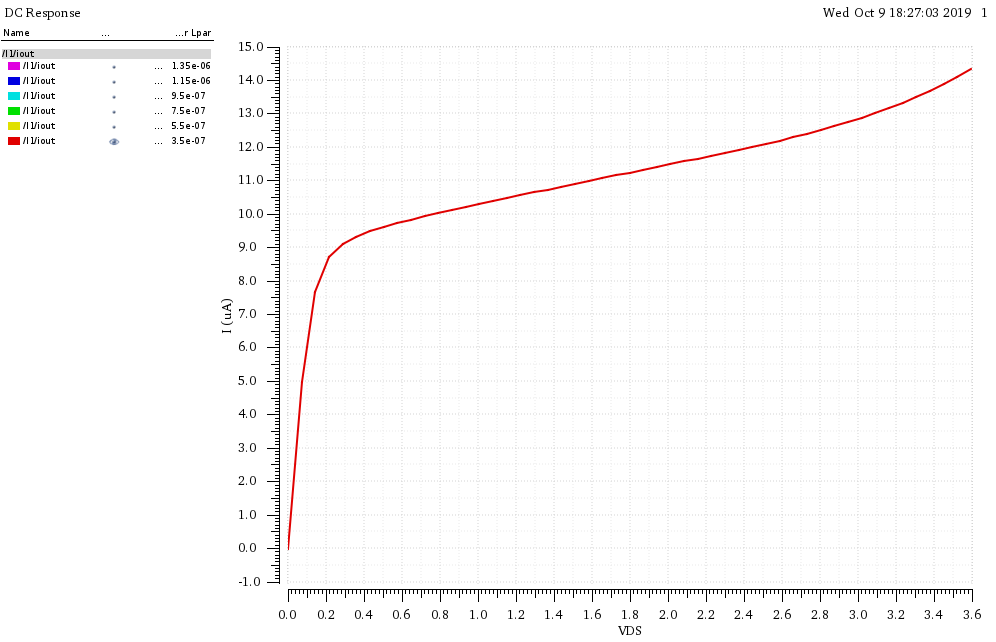 DC Response
Wed Oct 9 18:27:03 2019 1
Name ... ...r Lpar
/I1/iout
/I1/iout ... 1.35e-06
/I1/iout ... 1.15e-06
/I1/iout ... 9.5e-07
/I1/iout ... 7.5e-07
/I1/iout ... 5.5e-07
/I1/iout ... 3.5e-07
15.0
14.0
13.0
12.0
11.0
10.0
9.0
8.0
7.0
6.0
5.0
4.0
3.0
2.0
1.0
0.0
-1.0
I (uA)
0.0 0.2 0.4 0.6 0.8 1.0 1.2 1.4 1.6 1.8 2.0 2.2 2.4 2.6 2.8 3.0 3.2 3.4 3.6
VDS